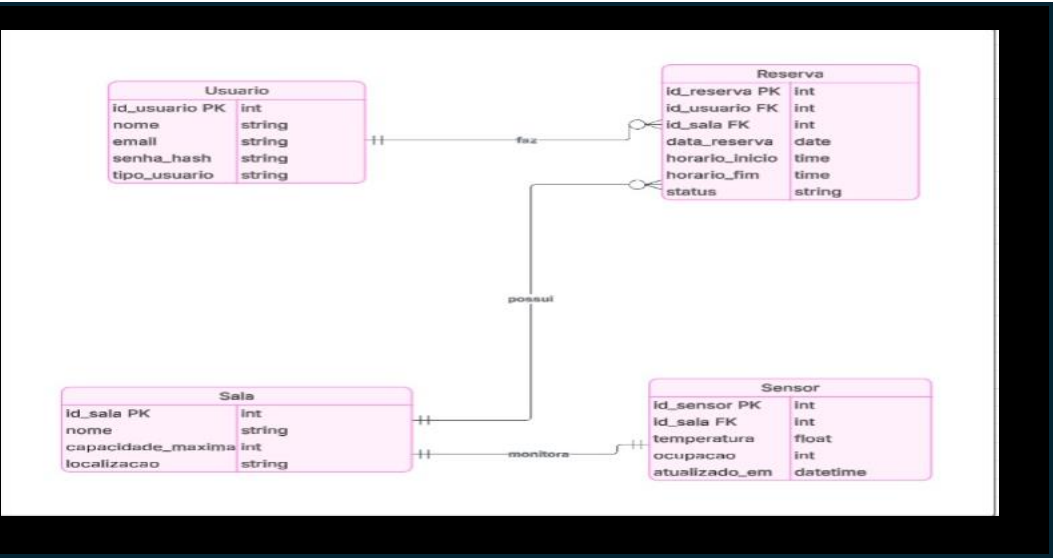 Usuario
id_usuario PK int
nome string
email string
senha_hash string
tipo_usuario string
faz
Reserva
id_reserva PK int
id_usuario FK int
id_sala FK int
data_reserva date
horario_inicio time
horario_fim time
status string
possui
Sala
id_sala PK int
nome string
capacidade_maxima int
localizacao string
monitora
Sensor
id_sensor PK int
id_sala FK int
temperatura float
ocupacao int
atualizado_em datetime